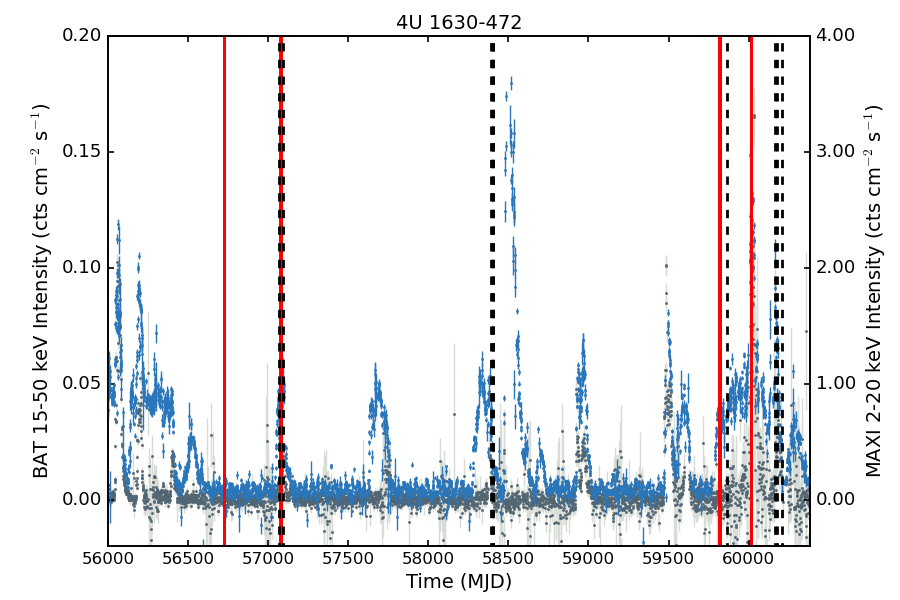 4U 1630-472
0.20
0.15
0.10
0.05
0.00
4.00
3.00
2.00
1.00
0.00
BAT 15-50 keV Intensity (cts cm⁻² s⁻¹)
MAXI 2-20 keV Intensity (cts cm⁻² s⁻¹)
56000 56500 57000 57500 58000 58500 59000 59500 60000
Time (MJD)